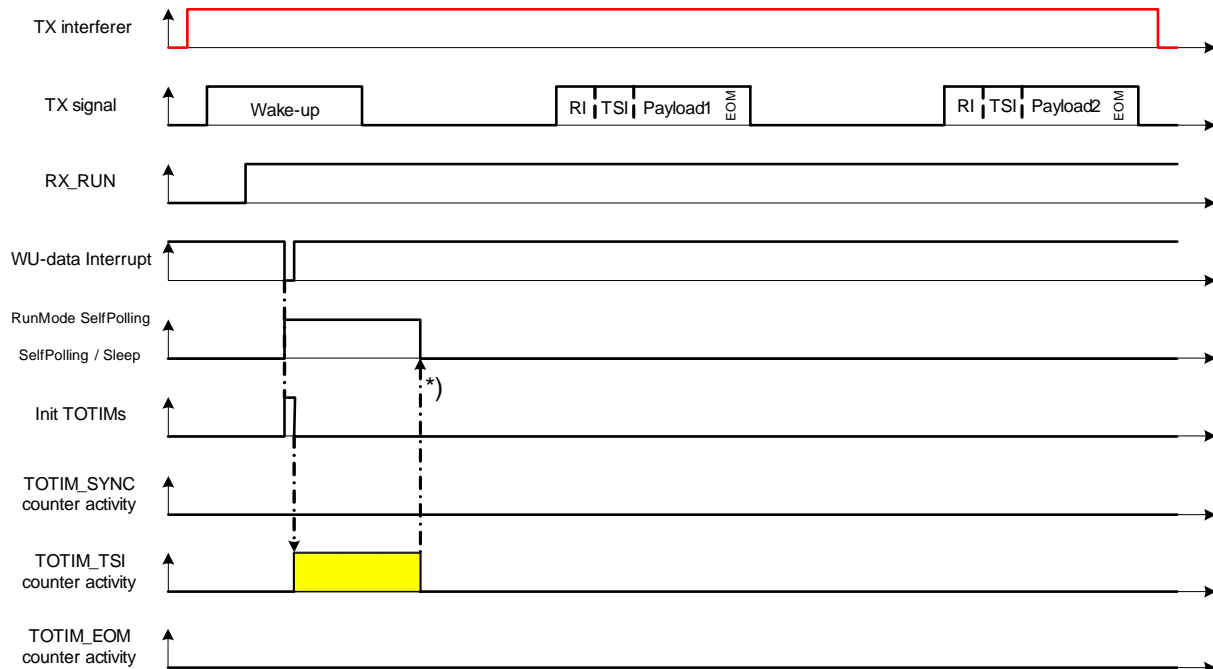 TX interferer
TX signal
Wake-up
RI TSI Payload1 EOM
RI TSI Payload2 EOM
RX_RUN
WU-data Interrupt
RunMode SelfPolling
SelfPolling / Sleep
*)
Init TOTIMs
TOTIM_SYNC
counter activity
TOTIM_TSI
counter activity
TOTIM_EOM
counter activity